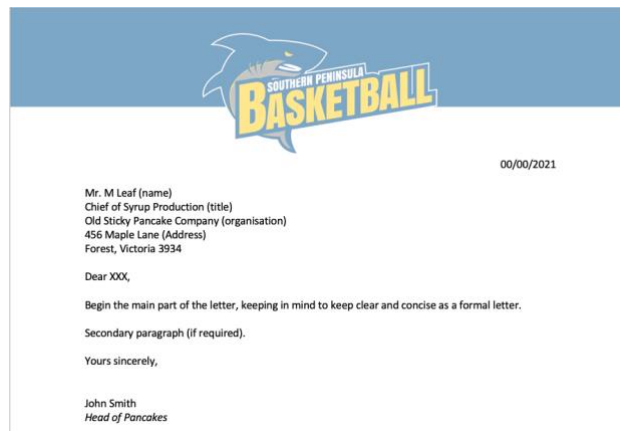 SOUTHERN PENINSULA
BASKETBALL
00/00/2021
Mr. M Leaf (name)
Chief of Syrup Production (title)
Old Sticky Pancake Company (organisation)
456 Maple Lane (Address)
Forest, Victoria 3934
Dear XXX,
Begin the main part of the letter, keeping in mind to keep clear and concise as a formal letter.
Secondary paragraph (if required).
Yours sincerely,
John Smith
Head of Pancakes